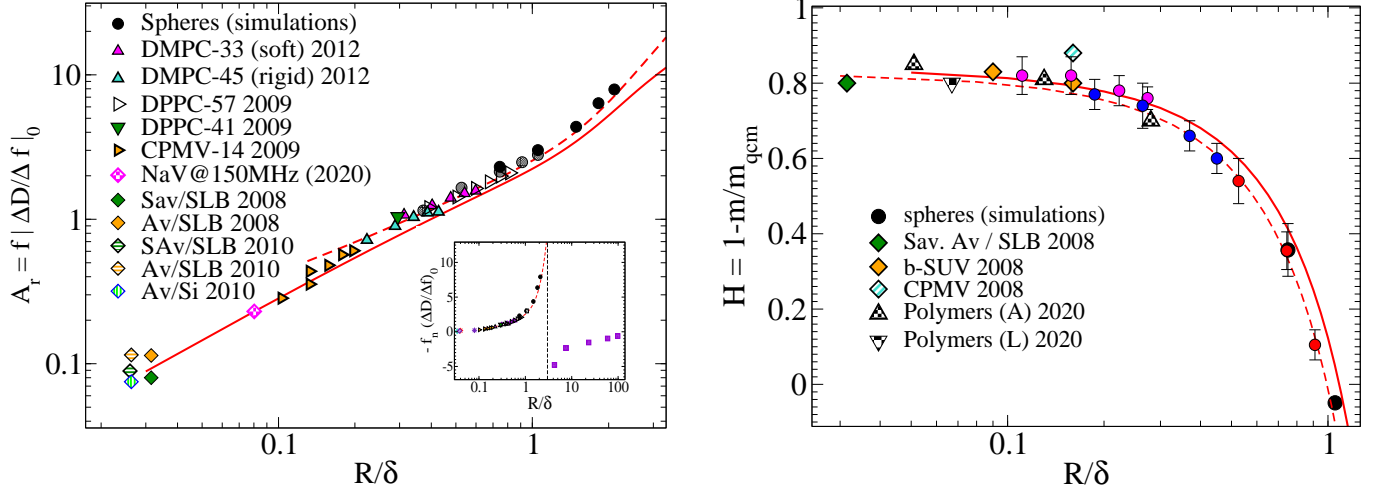 A_r = f | ΔD/Δf |_0
10
1
0.1
Spheres (simulations)
DMPC-33 (soft) 2012
DMPC-45 (rigid) 2012
DPPC-57 2009
DPPC-41 2009
CPMV-14 2009
NaV@150MHz (2020)
Sav/SLB 2008
Av/SLB 2008
SAv/SLB 2010
Av/SLB 2010
Av/Si 2010
- f_n (ΔD/Δf)_0
10
5
0
-5
0.1 1 10 100
R/δ
0.1 1
R/δ
H = 1-m/m_qcm
1
0.8
0.6
0.4
0.2
0
spheres (simulations)
Sav. Av / SLB 2008
b-SUV 2008
CPMV 2008
Polymers (A) 2020
Polymers (L) 2020
0.1 1
R/δ